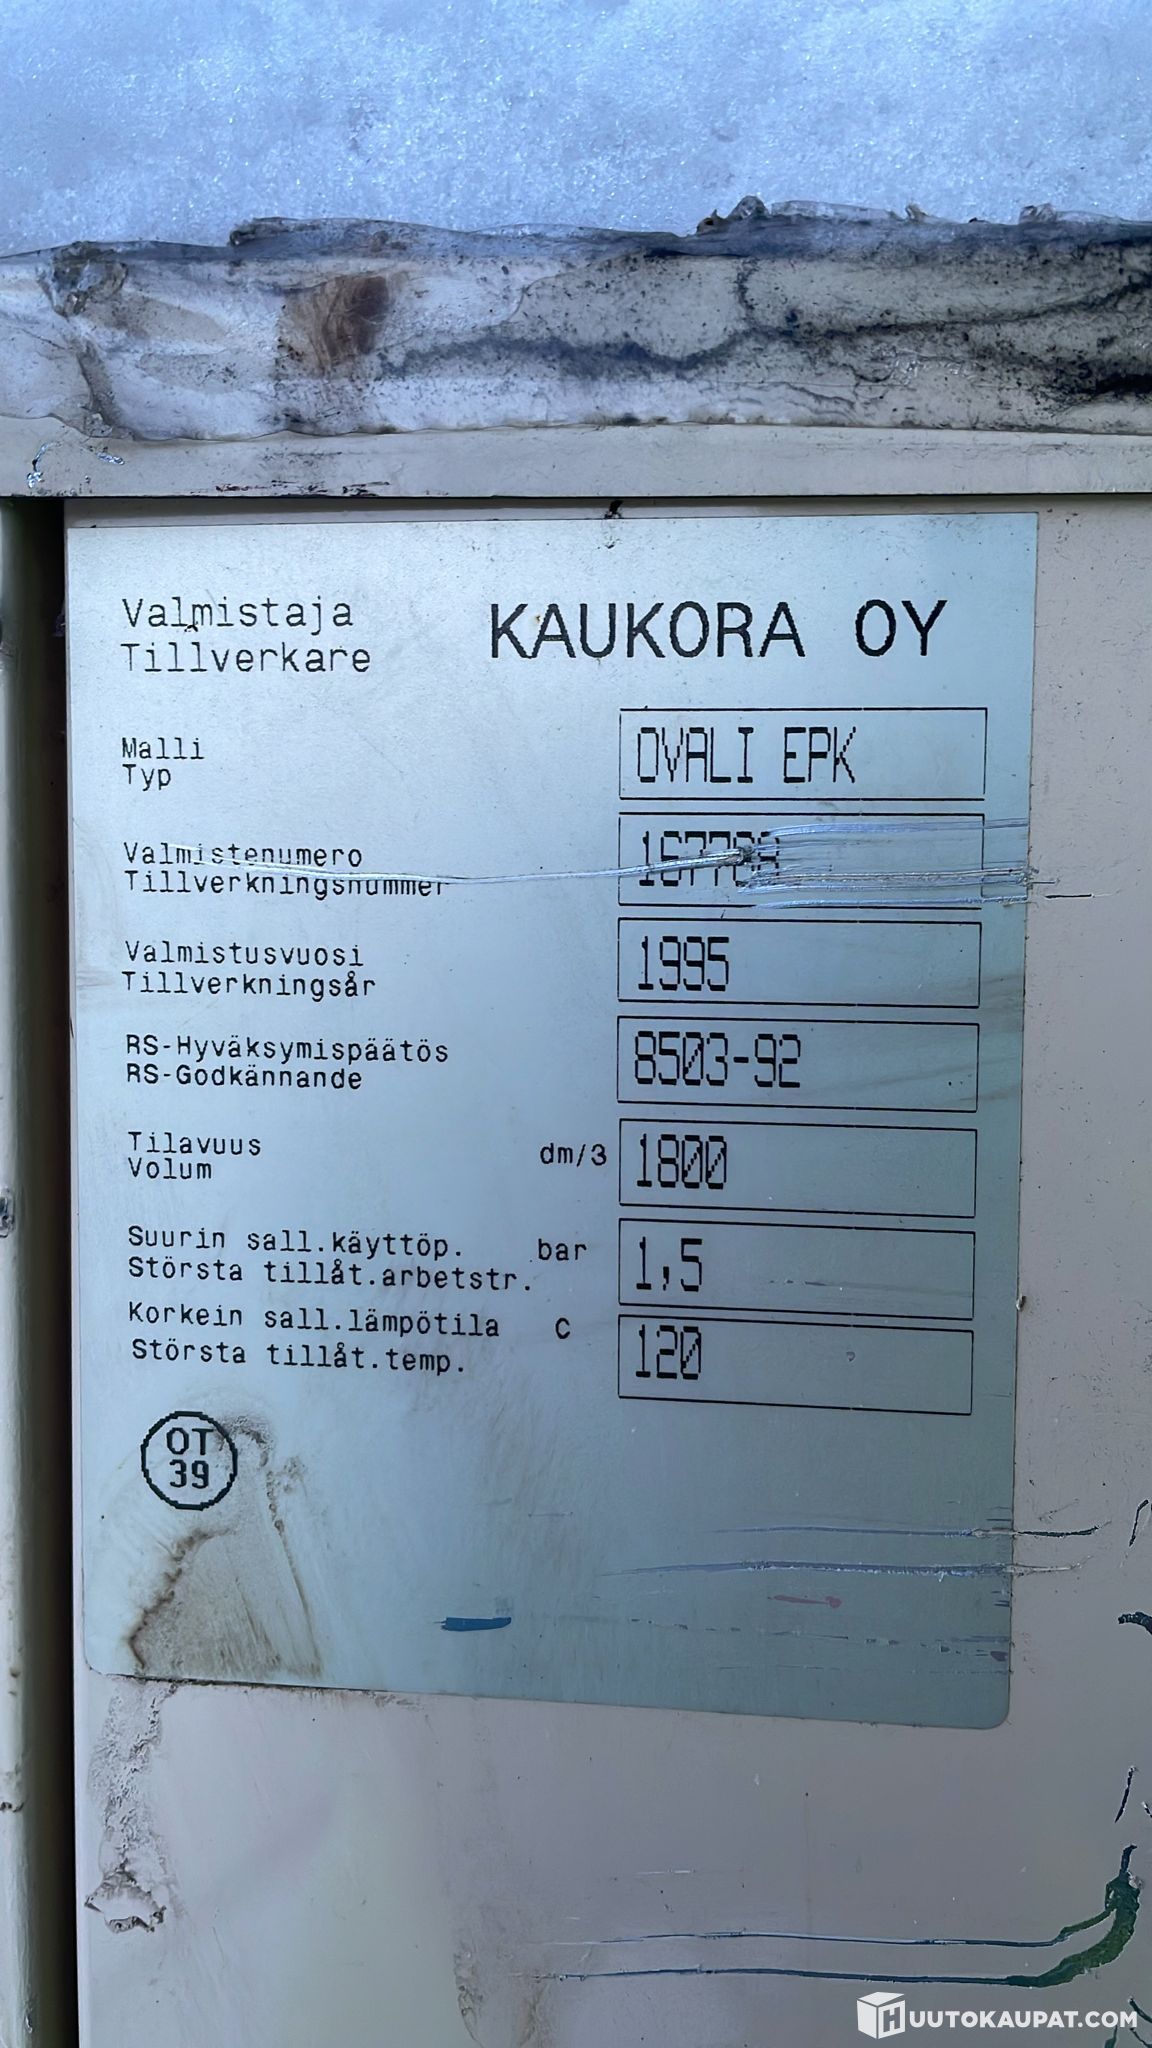 Valmistaja
Tillverkare
KAUKORA OY
Malli
Typ
OVALI EPK
Valmistenumero
Tillverkningsnummer
Valmistusvuosi
Tillverkningsår
1995
RS-Hyväksymispäätös
RS-Godkännande
8503-92
Tilavuus
Volum
dm/3
1800
Suurin sall.käyttöp. bar
Största tillåt.arbetstr.
1,5
Korkein sall.lämpötila C
Största tillåt.temp.
120
OT
39
HUUTOKAUPAT.COM